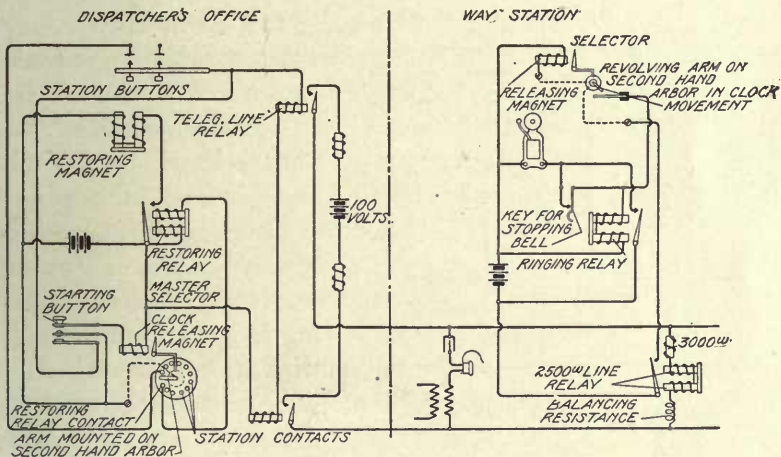 DISPATCHER'S OFFICE
STATION BUTTONS
RESTORING
MAGNET
TELEG. LINE
RELAY
100
VOLTS.
RESTORING
RELAY
MASTER
SELECTOR
STARTING
BUTTON
CLOCK
RELEASING
MAGNET
RESTORING
RELAY CONTACT
ARM MOUNTED ON
SECOND HAND ARBOR
STATION CONTACTS
WAY STATION
SELECTOR
RELEASING
MAGNET
REVOLVING ARM ON
SECOND HAND
ARBOR IN CLOCK
MOVEMENT
KEY FOR
STOPPING
BELL
RINGING RELAY
3000ω.
2500ω LINE
RELAY
BALANCING
RESISTANCE